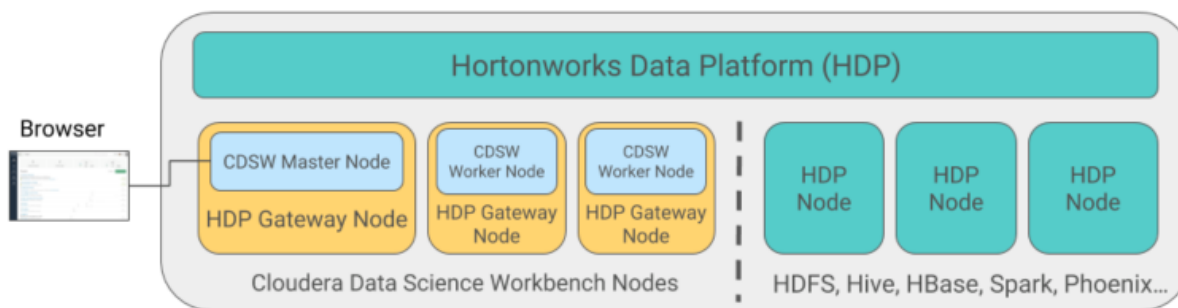 Hortonworks Data Platform (HDP)
Browser
CDSW Master Node
HDP Gateway Node
CDSW
Worker Node
HDP Gateway
Node
CDSW
Worker Node
HDP Gateway
Node
HDP
Node
HDP
Node
HDP
Node
Cloudera Data Science Workbench Nodes
HDFS, Hive, HBase, Spark, Phoenix...